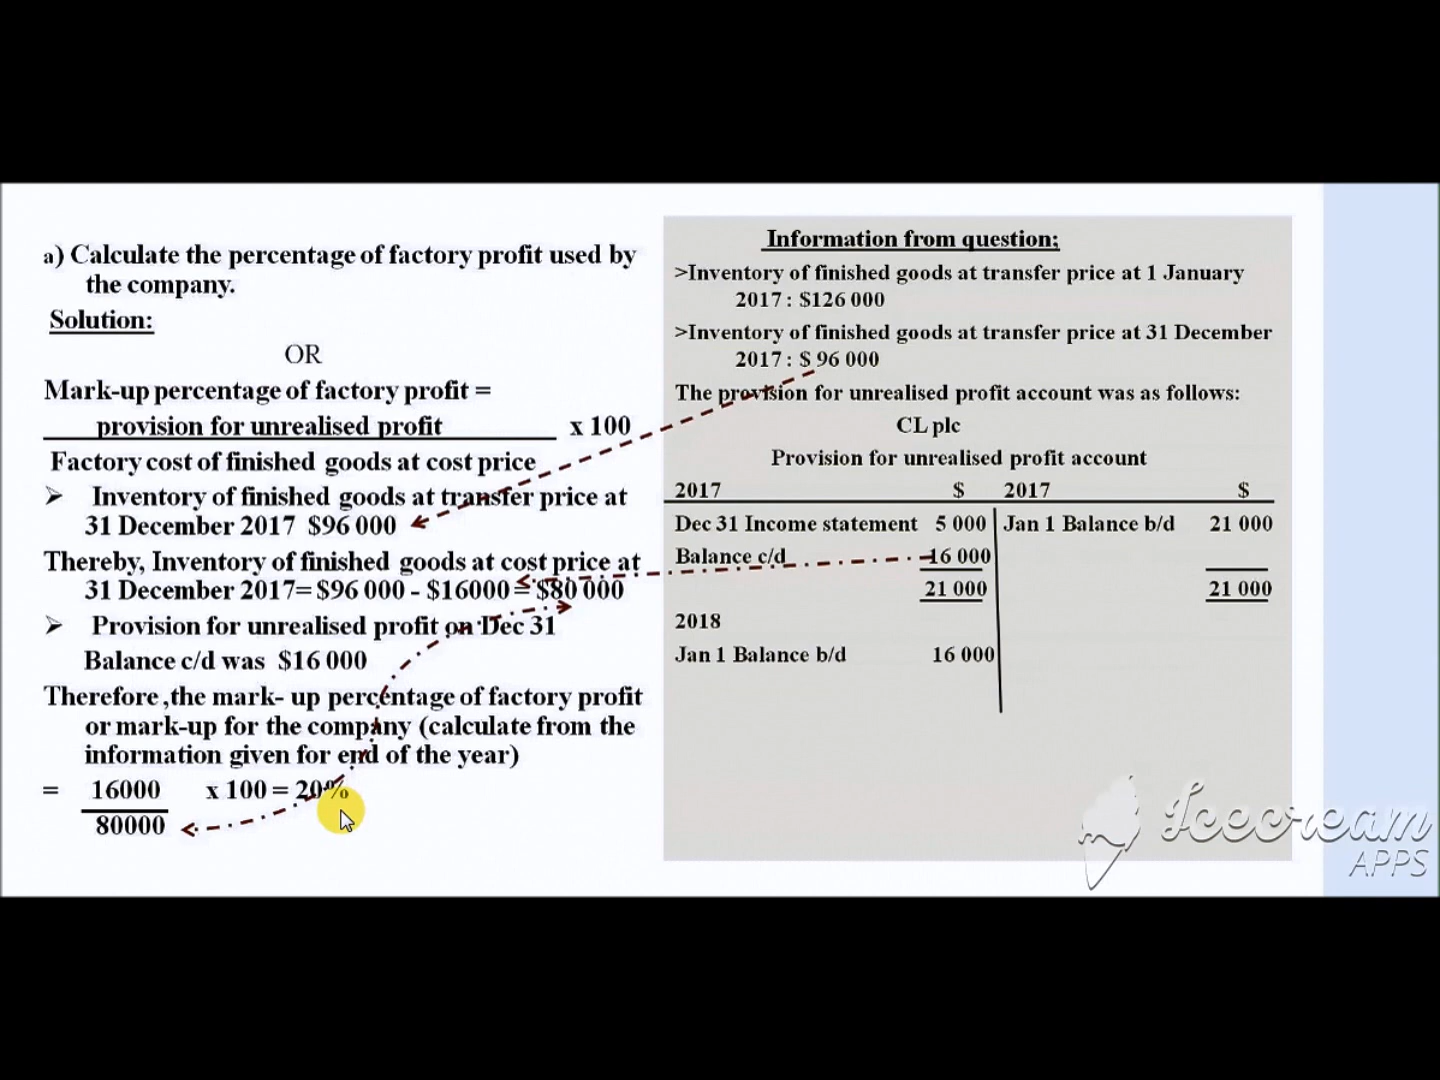 a) Calculate the percentage of factory profit used by
the company.
Solution:
OR
Mark-up percentage of factory profit =
provision for unrealised profit x 100
Factory cost of finished goods at cost price
➢ Inventory of finished goods at transfer price at
31 December 2017 $96 000
Thereby, Inventory of finished goods at cost price at
31 December 2017= $96 000 - $16000 = $80 000
➢ Provision for unrealised profit on Dec 31
Balance c/d was $16 000
Therefore ,the mark- up percentage of factory profit
or mark-up for the company (calculate from the
information given for end of the year)
= 16000 x 100 = 20%
80000
Information from question;
>Inventory of finished goods at transfer price at 1 January
2017 : $126 000
>Inventory of finished goods at transfer price at 31 December
2017 : $ 96 000
The provision for unrealised profit account was as follows:
CL plc
Provision for unrealised profit account
2017 $ 2017 $
Dec 31 Income statement 5 000 Jan 1 Balance b/d 21 000
Balance c/d 16 000
21 000 21 000
2018
Jan 1 Balance b/d 16 000
Icecream
APPS